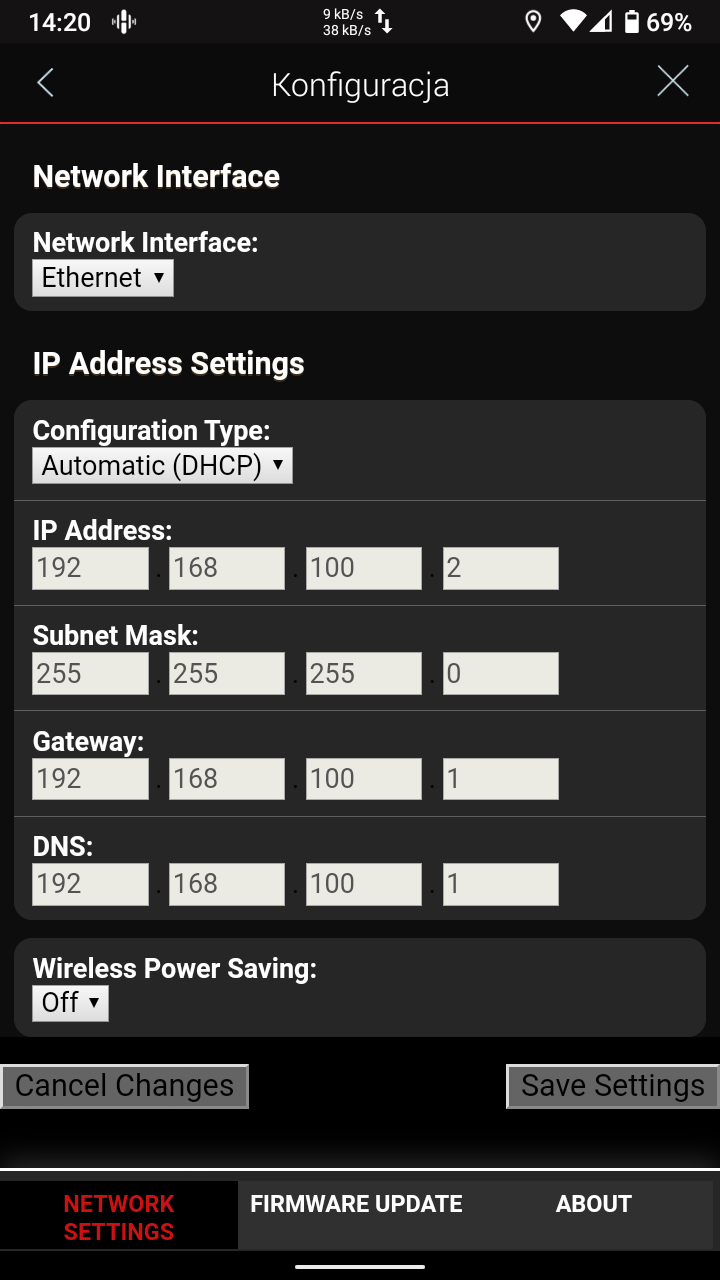 14:20
9 kB/s
38 kB/s
69%
Konfiguracja
Network Interface
Network Interface:
Ethernet
IP Address Settings
Configuration Type:
Automatic (DHCP)
IP Address:
192 . 168 . 100 . 2
Subnet Mask:
255 . 255 . 255 . 0
Gateway:
192 . 168 . 100 . 1
DNS:
192 . 168 . 100 . 1
Wireless Power Saving:
Off
Cancel Changes Save Settings
NETWORK SETTINGS
FIRMWARE UPDATE
ABOUT